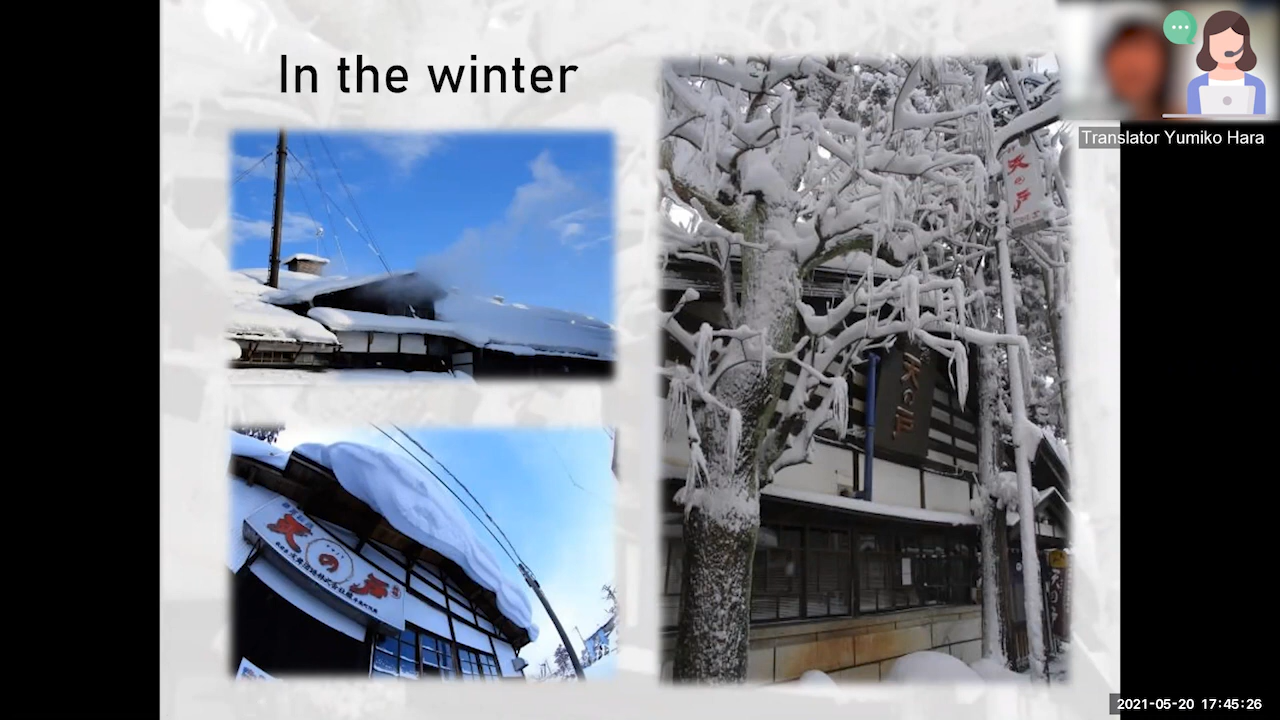 In the winter
Translator Yumiko Hara
天の戸
天の戸
天の戸
2021-05-20 17:45:26